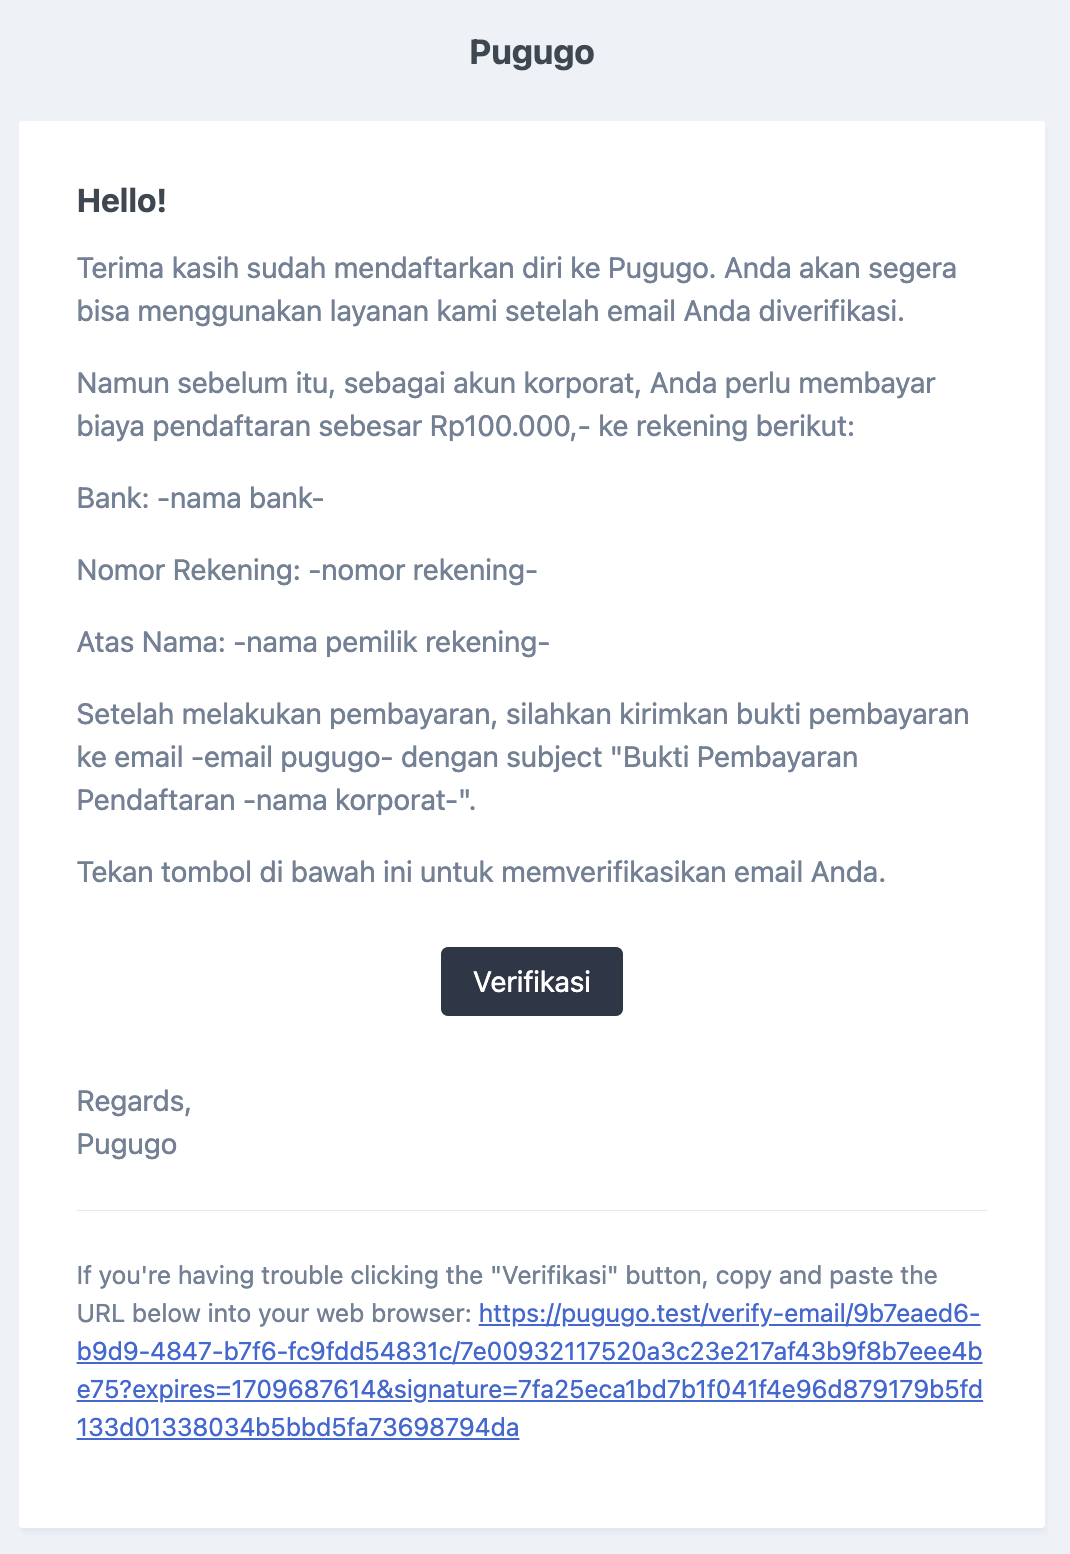 Pugugo
Hello!
Terima kasih sudah mendaftarkan diri ke Pugugo. Anda akan segera
bisa menggunakan layanan kami setelah email Anda diverifikasi.
Namun sebelum itu, sebagai akun korporat, Anda perlu membayar
biaya pendaftaran sebesar Rp100.000,- ke rekening berikut:
Bank: -nama bank-
Nomor Rekening: -nomor rekening-
Atas Nama: -nama pemilik rekening-
Setelah melakukan pembayaran, silahkan kirimkan bukti pembayaran
ke email -email pugugo- dengan subject "Bukti Pembayaran
Pendaftaran -nama korporat-".
Tekan tombol di bawah ini untuk memverifikasikan email Anda.
Verifikasi
Regards,
Pugugo
If you're having trouble clicking the "Verifikasi" button, copy and paste the
URL below into your web browser: https://pugugo.test/verify-email/9b7eaed6-
b9d9-4847-b7f6-fc9fdd54831c/7e00932117520a3c23e217af43b9f8b7eee4b
e75?expires=1709687614&signature=7fa25eca1bd7b1f041f4e96d879179b5fd
133d01338034b5bbd5fa73698794da